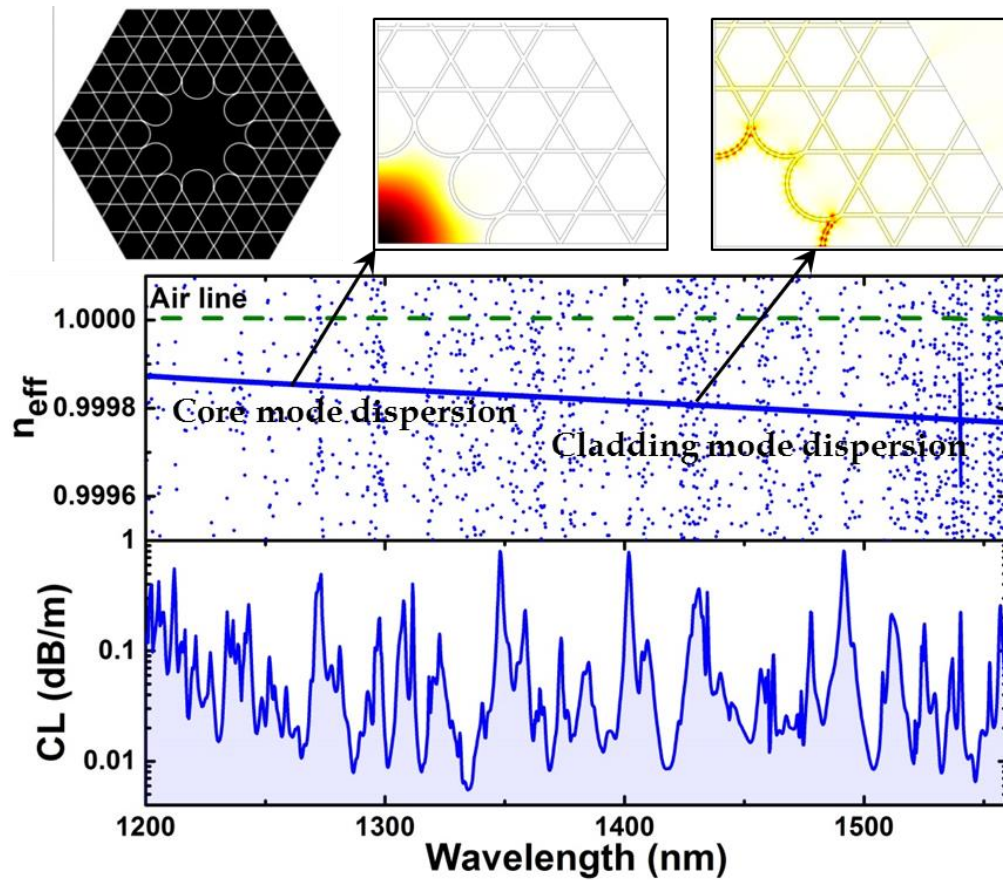 Air line
1.0000
0.9998
0.9996
n_eff
Core mode dispersion
Cladding mode dispersion
1
0.1
0.01
CL (dB/m)
1200
1300
1400
1500
Wavelength (nm)